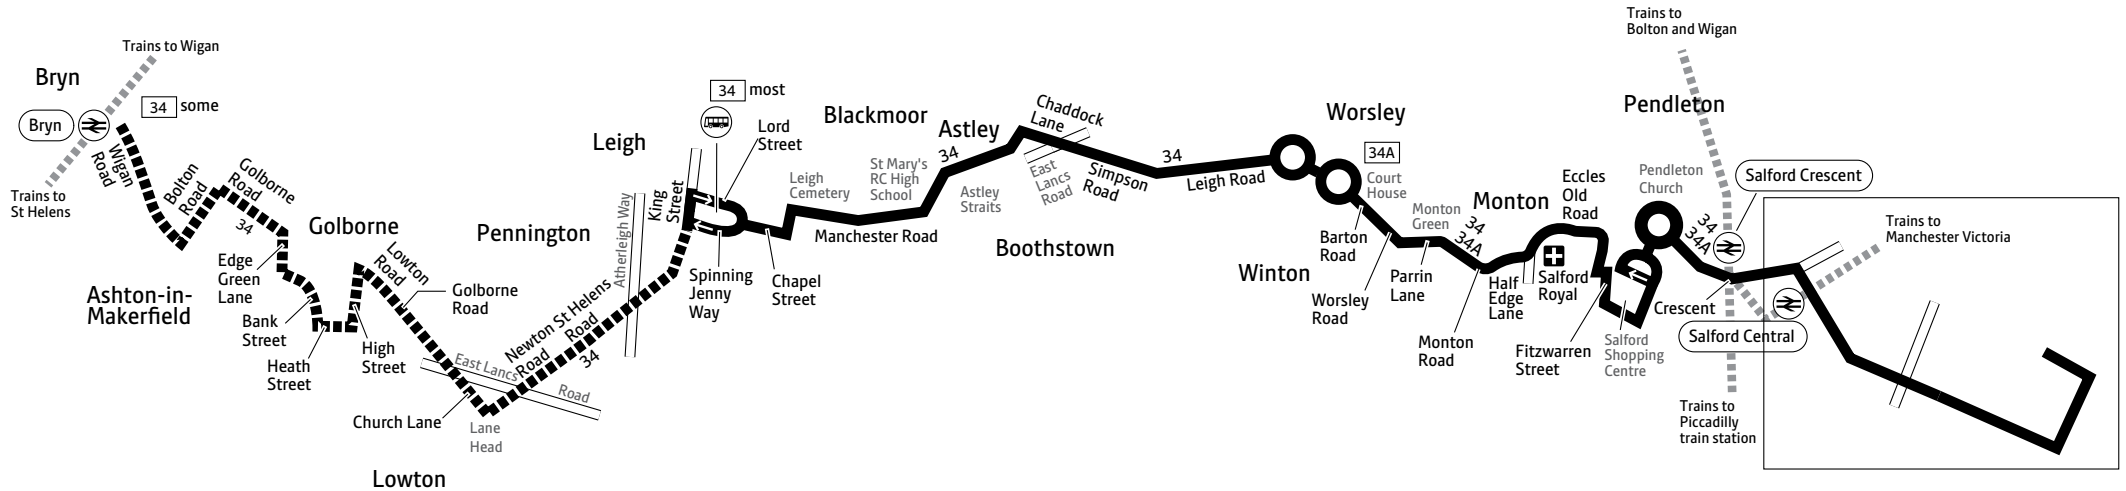 Trains to Wigan
Bryn
34 some
Bryn
Trains to
St Helens
Wigan
Road
Bolton
Road
Golborne
Road
34
Ashton-in-
Makerfield
Edge
Green
Lane
Bank
Street
Heath
Street
High
Street
Golborne
Lowton
Road
Golborne
Road
East Lancs
Road
Church Lane
Lane
Head
Lowton
Newton St Helens
Road
Road
34
Pennington
Atherleigh Way
Leigh
King
Street
34 most
Lord
Street
Spinning
Jenny
Way
Chapel
Street
Leigh
Cemetery
Blackmoor
St Mary's
RC High
School
Manchester Road
34
Astley
Astley
Straits
Chaddock
Lane
East
Lancs
Road
Simpson
Road
Boothstown
34
Leigh Road
Worsley
34A
Court
House
Winton
Barton
Road
Worsley
Road
Monton
Green
Parrin
Lane
34
34A
Monton
Road
Monton
Half
Edge
Lane
Salford
Royal
Eccles
Old
Road
Fitzwarren
Street
Salford
Shopping
Centre
Trains to
Bolton and Wigan
Pendleton
Pendleton
Church
34
34A
Salford Crescent
Crescent
Salford Central
Trains to
Manchester Victoria
Trains to
Piccadilly
train station